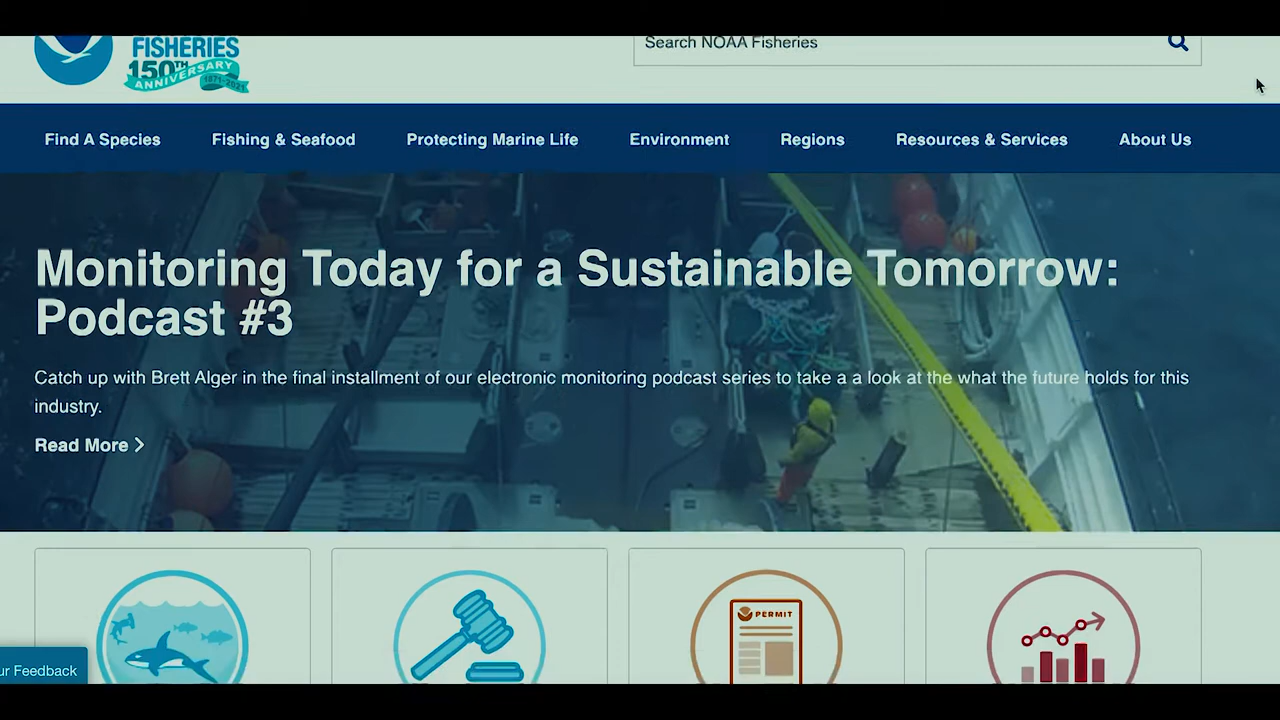 FISHERIES
Search NOAA Fisheries
150TH
ANNIVERSARY
1871-2021
Find A Species Fishing & Seafood Protecting Marine Life Environment Regions Resources & Services About Us
Monitoring Today for a Sustainable Tomorrow:
Podcast #3
Catch up with Brett Alger in the final installment of our electronic monitoring podcast series to take a a look at the what the future holds for this
industry.
Read More
PERMIT
ur Feedback